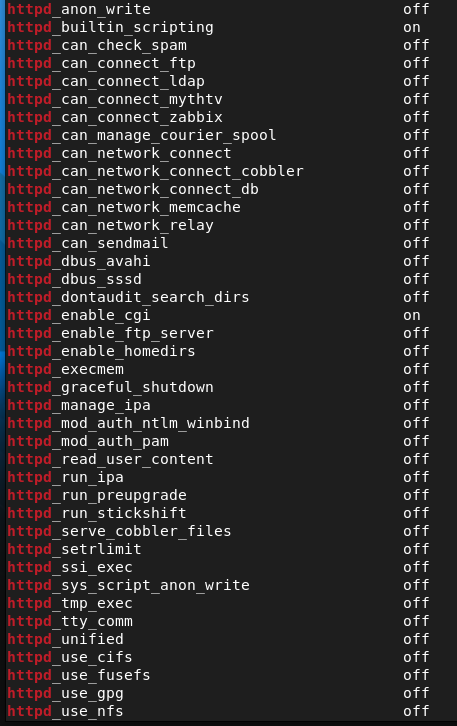 httpd_anon_write off
httpd_builtin_scripting on
httpd_can_check_spam off
httpd_can_connect_ftp off
httpd_can_connect_ldap off
httpd_can_connect_mythtv off
httpd_can_connect_zabbix off
httpd_can_manage_courier_spool off
httpd_can_network_connect off
httpd_can_network_connect_cobbler off
httpd_can_network_connect_db off
httpd_can_network_memcache off
httpd_can_network_relay off
httpd_can_sendmail off
httpd_dbus_avahi off
httpd_dbus_sssd off
httpd_dontaudit_search_dirs off
httpd_enable_cgi on
httpd_enable_ftp_server off
httpd_enable_homedirs off
httpd_execmem off
httpd_graceful_shutdown off
httpd_manage_ipa off
httpd_mod_auth_ntlm_winbind off
httpd_mod_auth_pam off
httpd_read_user_content off
httpd_run_ipa off
httpd_run_preupgrade off
httpd_run_stickshift off
httpd_serve_cobbler_files off
httpd_setrlimit off
httpd_ssi_exec off
httpd_sys_script_anon_write off
httpd_tmp_exec off
httpd_tty_comm off
httpd_unified off
httpd_use_cifs off
httpd_use_fusefs off
httpd_use_gpg off
httpd_use_nfs off